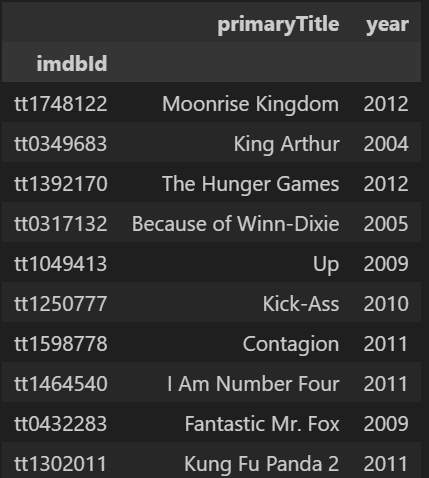 primaryTitle year
imdbId
tt1748122 Moonrise Kingdom 2012
tt0349683 King Arthur 2004
tt1392170 The Hunger Games 2012
tt0317132 Because of Winn-Dixie 2005
tt1049413 Up 2009
tt1250777 Kick-Ass 2010
tt1598778 Contagion 2011
tt1464540 I Am Number Four 2011
tt0432283 Fantastic Mr. Fox 2009
tt1302011 Kung Fu Panda 2 2011